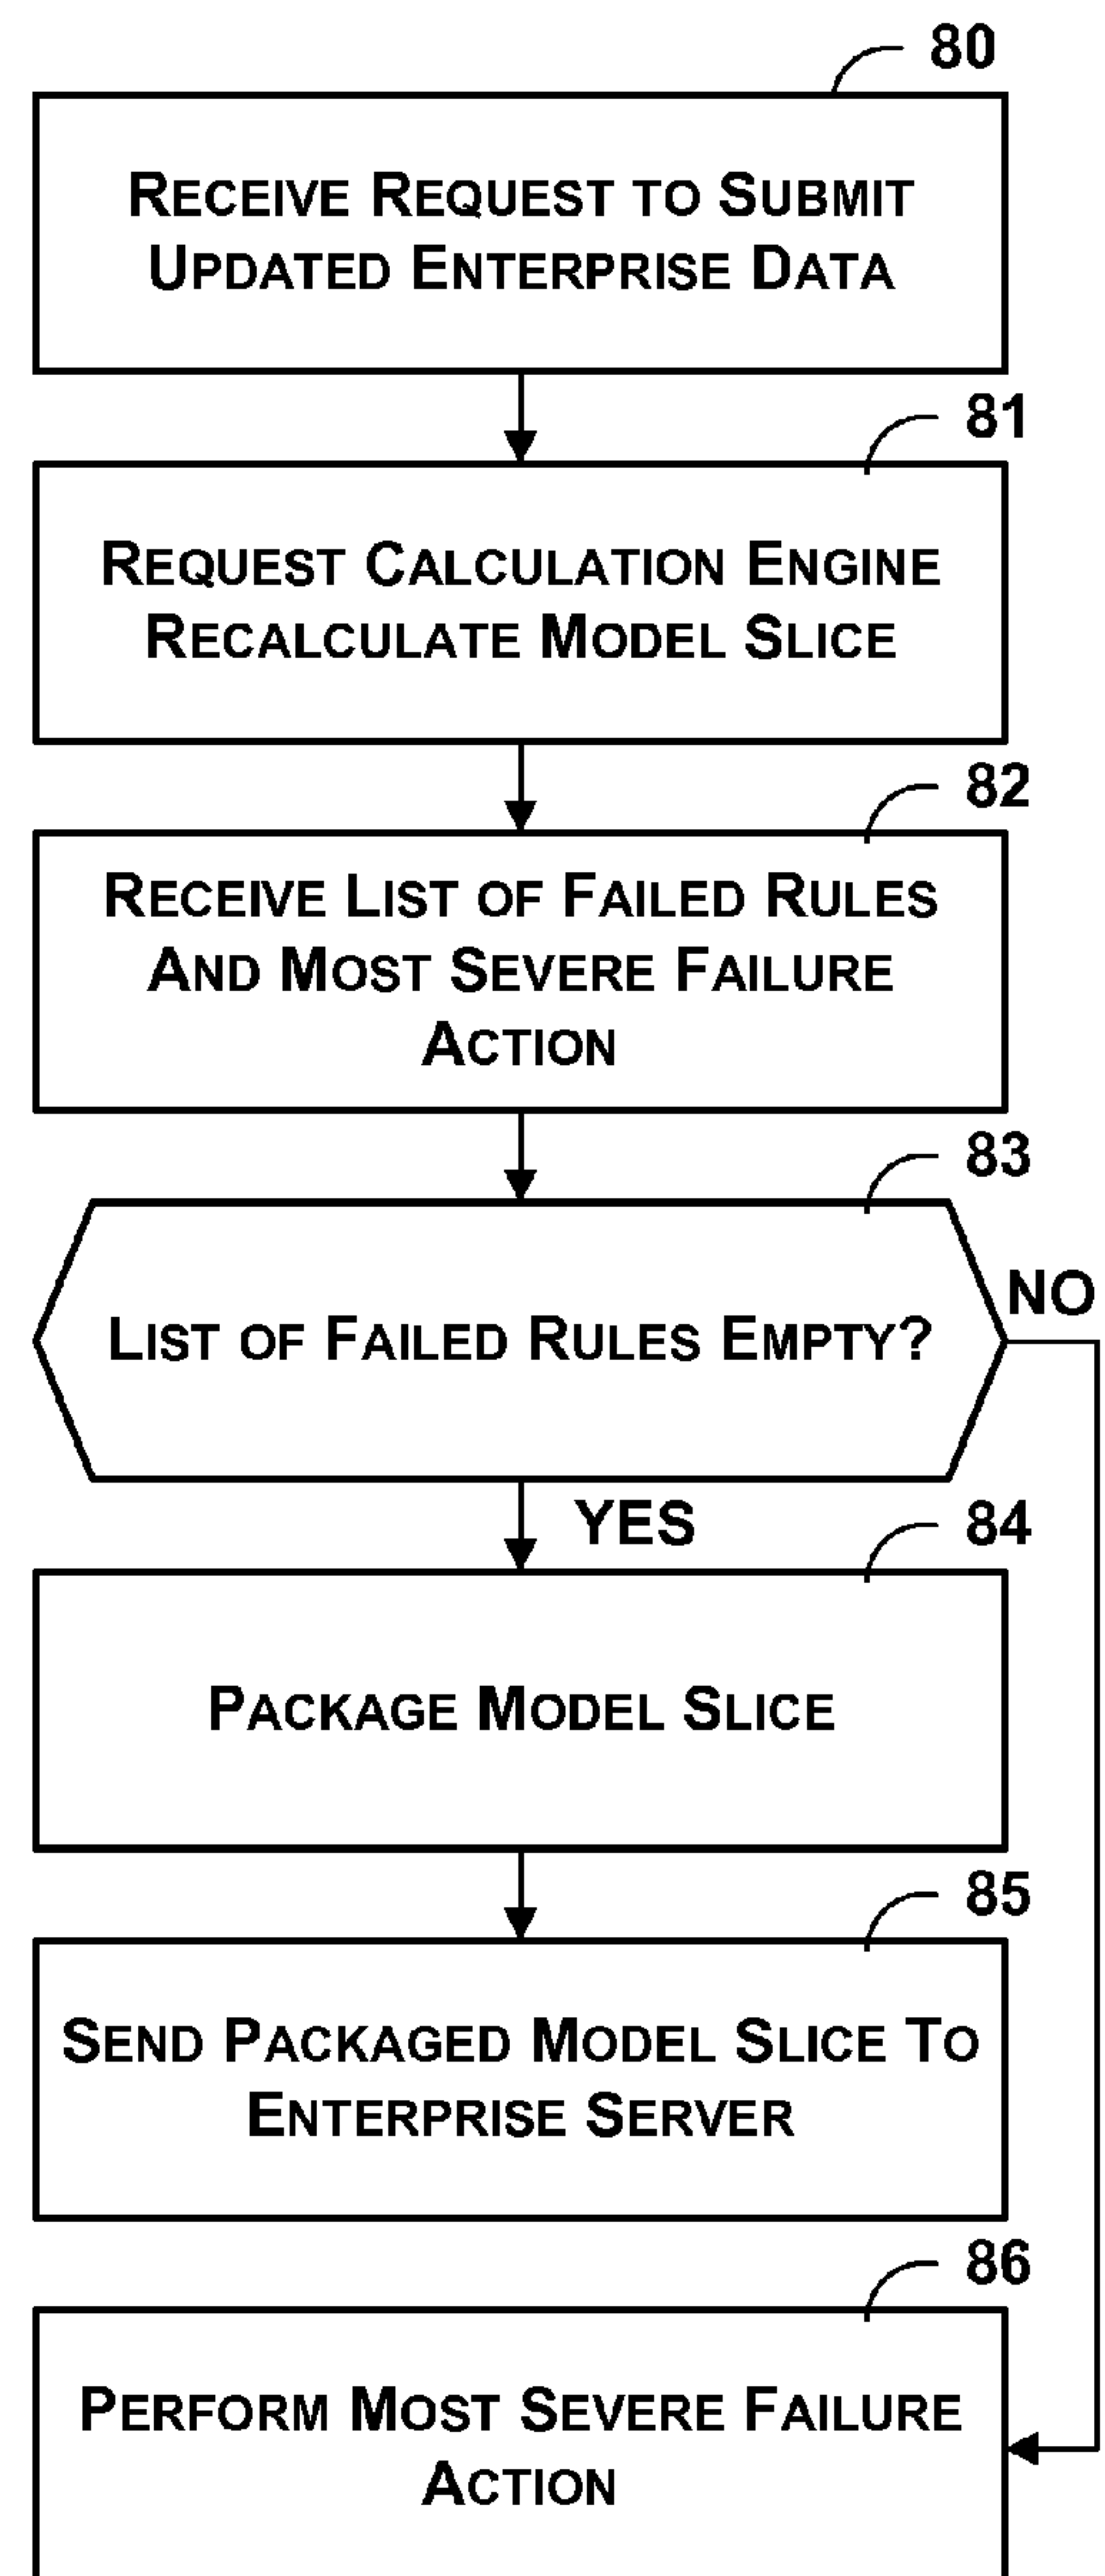 80
RECEIVE REQUEST TO SUBMIT
UPDATED ENTERPRISE DATA
81
REQUEST CALCULATION ENGINE
RECALCULATE MODEL SLICE
82
RECEIVE LIST OF FAILED RULES
AND MOST SEVERE FAILURE
ACTION
83
LIST OF FAILED RULES EMPTY?
NO
YES
84
PACKAGE MODEL SLICE
85
SEND PACKAGED MODEL SLICE TO
ENTERPRISE SERVER
86
PERFORM MOST SEVERE FAILURE
ACTION